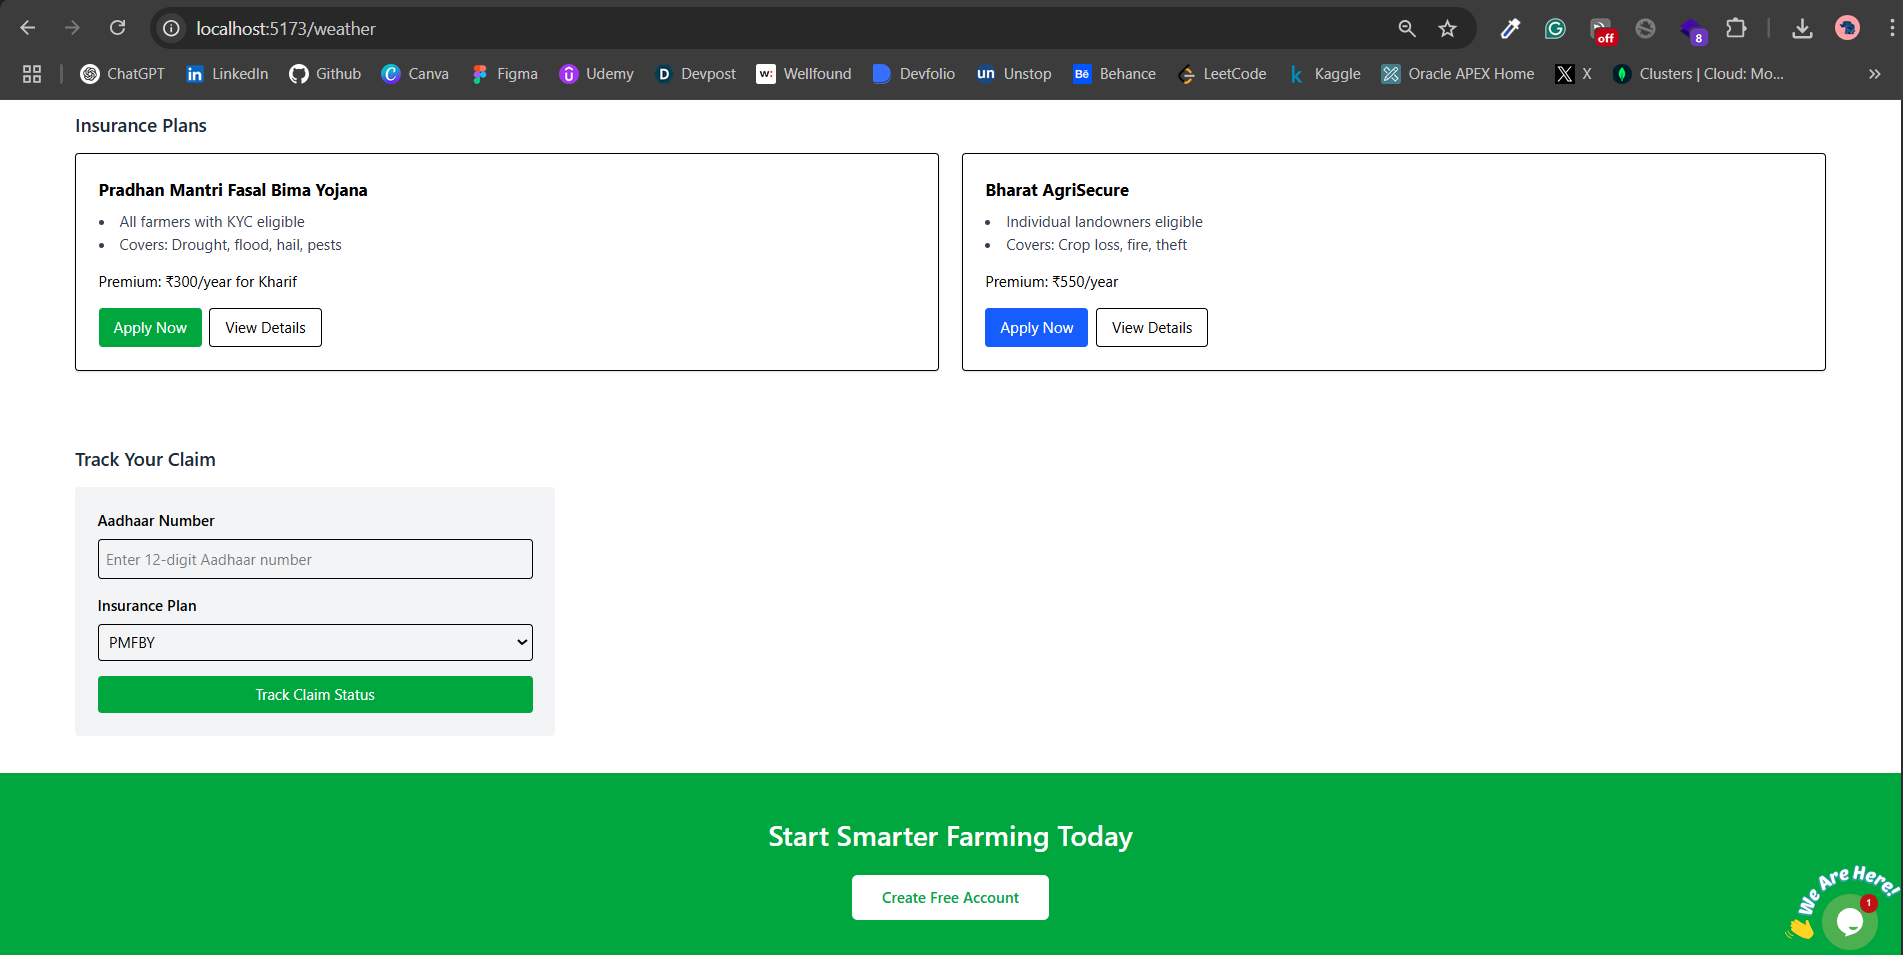 localhost:5173/weather
off
8
ChatGPT LinkedIn Github Canva Figma Udemy Devpost Wellfound Devfolio Unstop Behance LeetCode Kaggle Oracle APEX Home X Clusters | Cloud: Mo...
Insurance Plans
Pradhan Mantri Fasal Bima Yojana
• All farmers with KYC eligible
• Covers: Drought, flood, hail, pests
Premium: ₹300/year for Kharif
Apply Now View Details
Bharat AgriSecure
• Individual landowners eligible
• Covers: Crop loss, fire, theft
Premium: ₹550/year
Apply Now View Details
Track Your Claim
Aadhaar Number
Enter 12-digit Aadhaar number
Insurance Plan
PMFBY
Track Claim Status
Start Smarter Farming Today
Create Free Account
We Are Here!
1